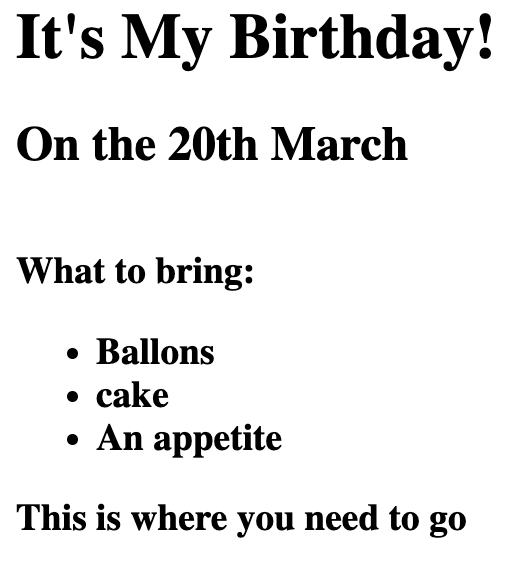 It's My Birthday!
On the 20th March
What to bring:
• Ballons
• cake
• An appetite
This is where you need to go